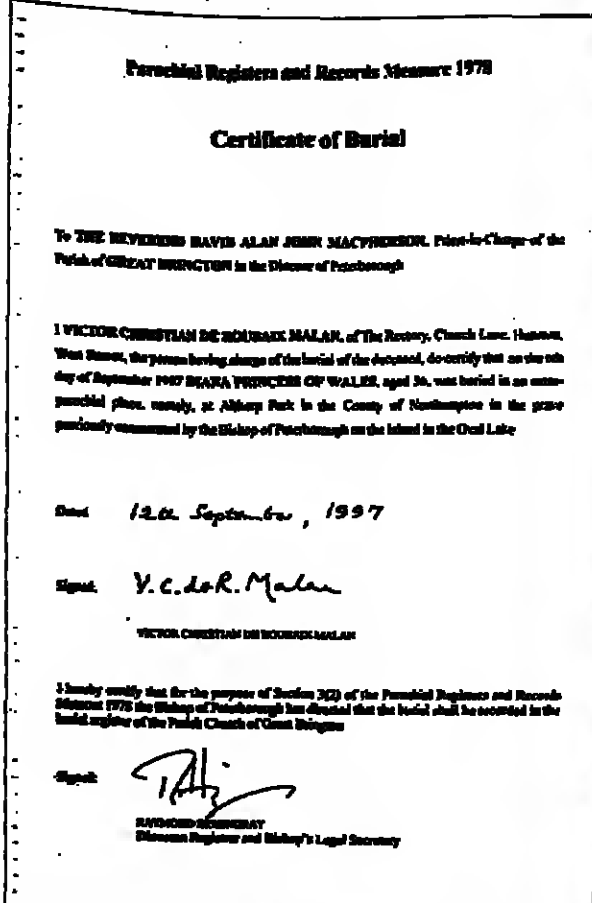 Parochial Registers and Records Measure 1978
Certificate of Burial
To THE REVEREND DAVID ALAN JOHN MACPHERSON, Priest-in-Charge of the
Parish of GREAT BRINGTON in the Diocese of Peterborough
I VICTOR CHRISTIAN DE ROUBAIX MALAN, of The Rectory, Church Lane,
West Sussex, the person having charge of the burial of the deceased, do certify that on the 6th
day of September 1997 DIANA PRINCESS OF WALES, aged 36, was buried in an extra-
parochial place, namely, at Althorp Park in the County of Northampton in the grave
previously consecrated by the Bishop of Peterborough on the island in the Oval Lake
Dated 12th September, 1997
Signed. V.C.deR. Malan
VICTOR CHRISTIAN DE ROUBAIX MALAN
I hereby certify that for the purpose of Section 3(2) of the Parochial Registers and Records
Measure 1978 the Bishop of Peterborough has directed that the burial shall be recorded in the
burial register of the Parish Church of Great Brington
Signed:
RAYMOND HEMINGRAY
Diocesan Registrar and Bishop's Legal Secretary